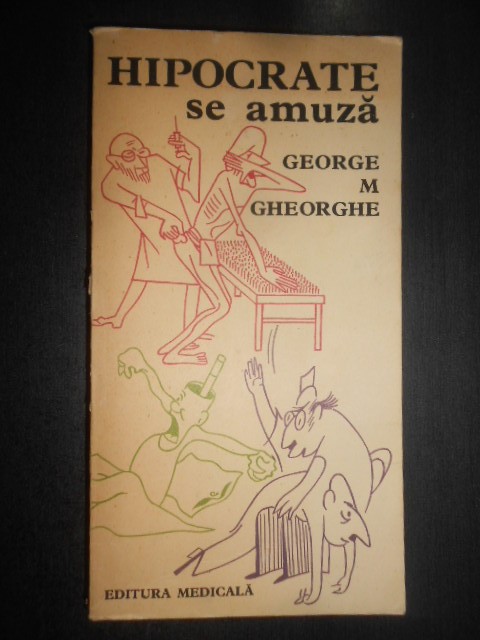 HIPOCRATE
se amuză
GEORGE
M
GHEORGHE
EDITURA MEDICALĂ